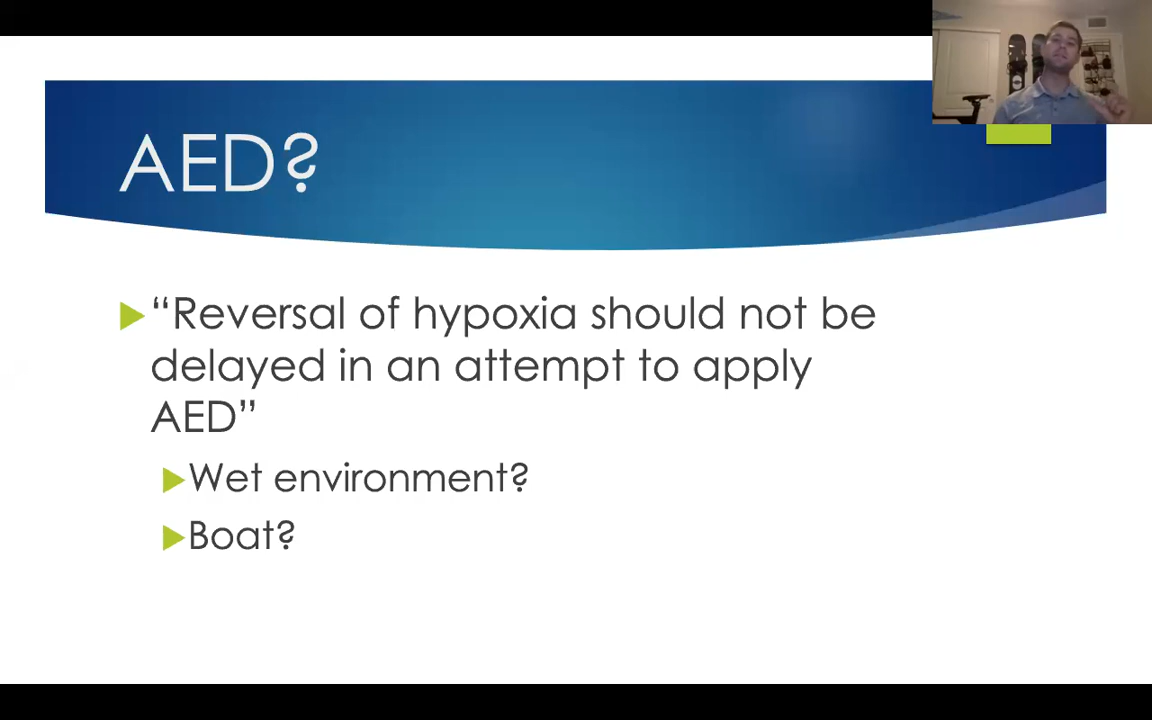 AED?
“Reversal of hypoxia should not be
delayed in an attempt to apply
AED”
Wet environment?
Boat?